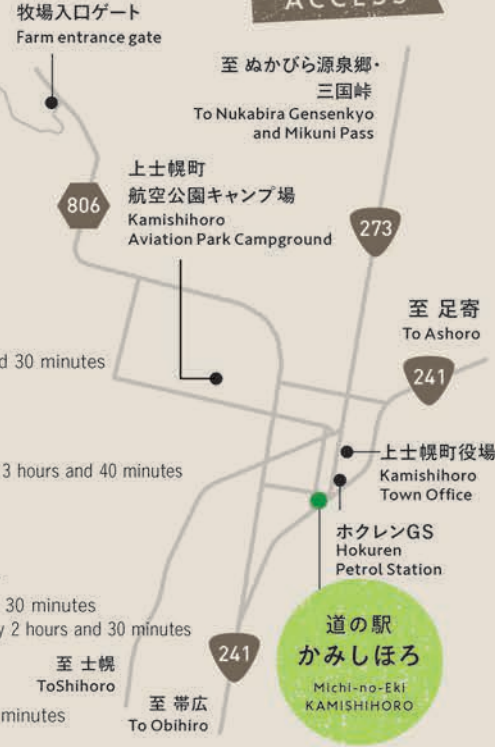 ACCESS
牧場入口ゲート
Farm entrance gate
至 ぬかびら源泉郷・
三国峠
To Nukabira Gensenkyo
and Mikuni Pass
上士幌町
航空公園キャンプ場
Kamishihoro
Aviation Park Campground
806
273
至 足寄
To Ashoro
241
30 minutes
3 hours and 40 minutes
上士幌町役場
Kamishihoro
Town Office
ホクレンGS
Hokuren
Petrol Station
30 minutes
2 hours and 30 minutes
道の駅
かみしほろ
Michi-no-Eki
KAMISHIHORO
241
至 士幌
ToShihoro
至 帯広
To Obihiro
minutes